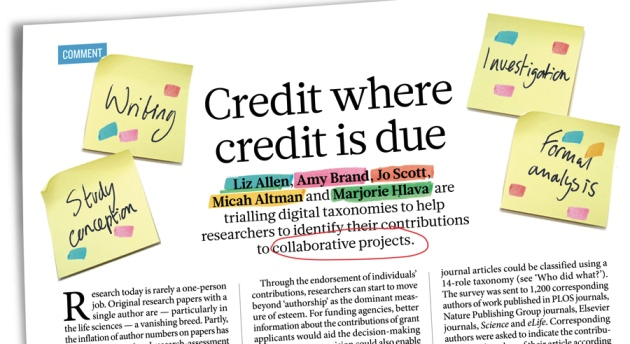 COMMENT
Writing
Study
conception
Investigation
Formal
analysis
Credit where
credit is due
Liz Allen, Amy Brand, Jo Scott,
Micah Altman and Marjorie Hlava are
trialling digital taxonomies to help
researchers to identify their contributions
to collaborative projects.
Research today is rarely a one-person
job. Original research papers with a
single author are — particularly in
the life sciences — a vanishing breed. Partly,
the inflation of author numbers on papers has
Through the endorsement of individuals'
contributions, researchers can start to move
beyond 'authorship' as the dominant meas-
ure of esteem. For funding agencies, better
information about the contributions of grant
applicants would aid the decision-making
could also enable
journal articles could be classified using a
14-role taxonomy (see 'Who did what?').
The survey was sent to 1,200 corresponding
authors of work published in PLOS journals,
Nature Publishing Group journals, Elsevier
journals, Science and eLife. Corresponding
authors were asked to indicate the contribu-
their article according